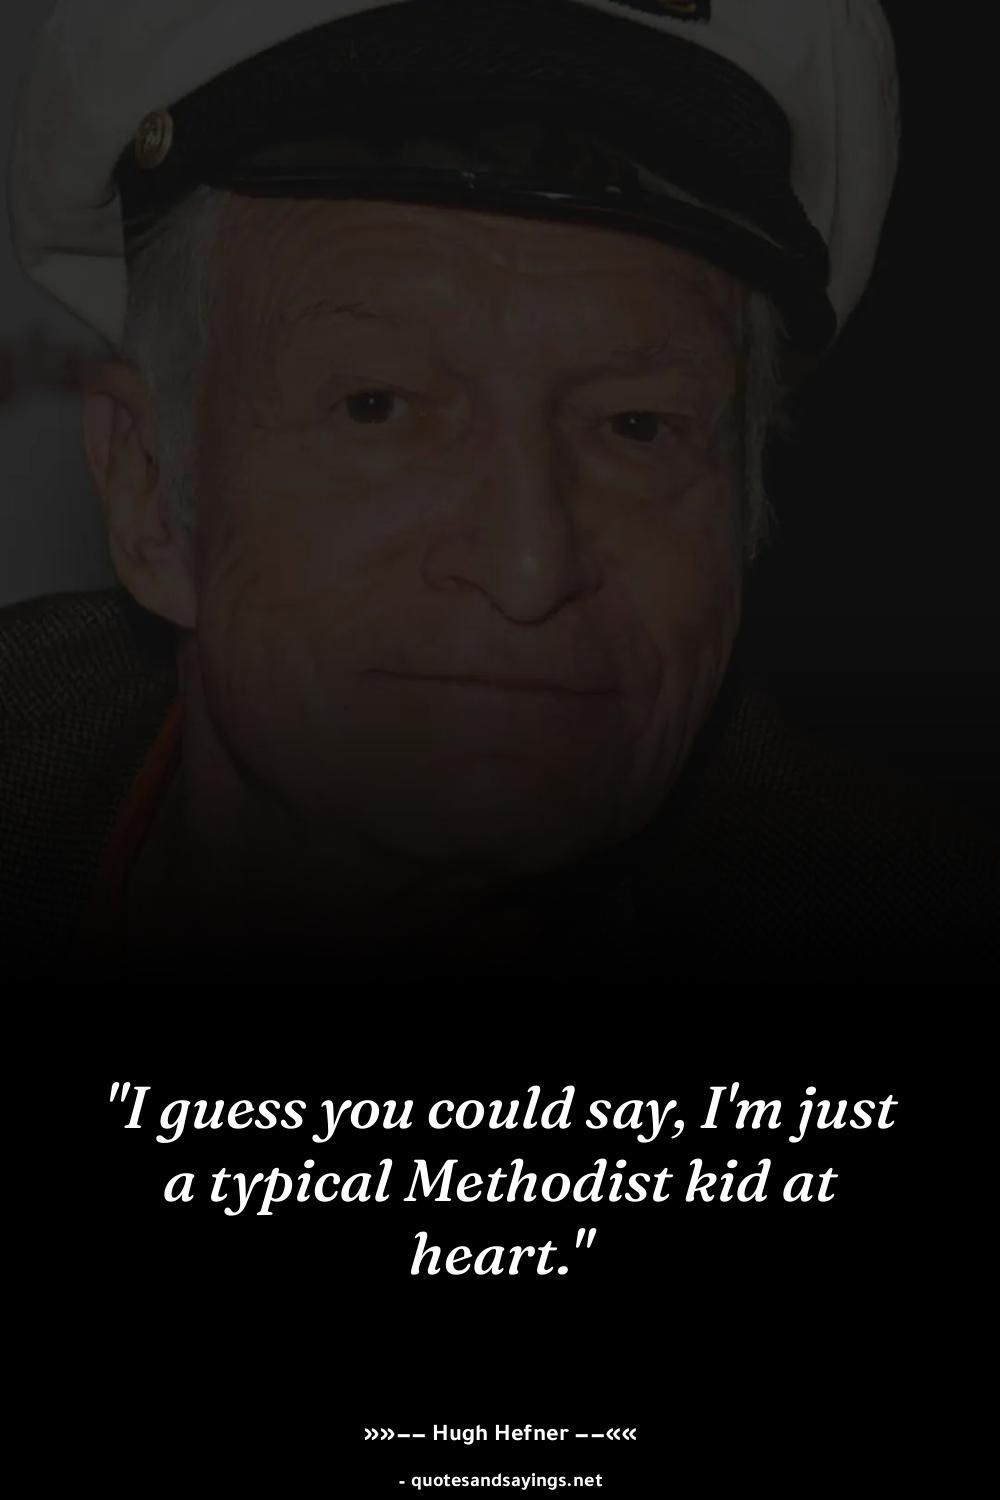 "I guess you could say, I'm just
a typical Methodist kid at
heart."
»»–– Hugh Hefner ––««
- quotesandsayings.net